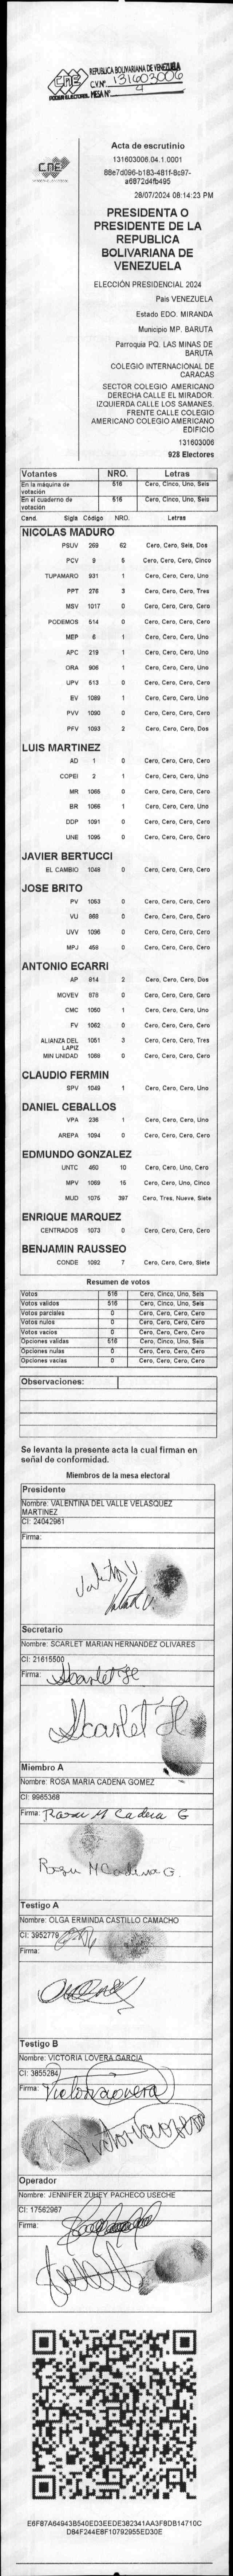 CNE
PODER ELECTORAL
REPUBLICA BOLIVARIANA DE VENEZUELA
C.V.Nº 131603006
MESA Nº 4
CNE
Acta de escrutinio
131603006.04.1.0001
88e7d096-b183-481f-8c97-
a6872d4fb495
28/07/2024 08:14:23 PM
PRESIDENTA O
PRESIDENTE DE LA
REPUBLICA
BOLIVARIANA DE
VENEZUELA
ELECCIÓN PRESIDENCIAL 2024
Pais VENEZUELA
Estado EDO. MIRANDA
Municipio MP. BARUTA
Parroquia PQ. LAS MINAS DE
BARUTA
COLEGIO INTERNACIONAL DE
CARACAS
SECTOR COLEGIO AMERICANO
DERECHA CALLE EL MIRADOR.
IZQUIERDA CALLE LOS SAMANES.
FRENTE CALLE COLEGIO
AMERICANO COLEGIO AMERICANO
EDIFICIO
131603006
928 Electores
Votantes NRO. Letras
En la máquina de votación 516 Cero, Cinco, Uno, Seis
En el cuaderno de votación 516 Cero, Cinco, Uno, Seis
Cand. Sigla Código NRO. Letras
NICOLAS MADURO
PSUV 269 62 Cero, Cero, Seis, Dos
PCV 9 5 Cero, Cero, Cero, Cinco
TUPAMARO 931 1 Cero, Cero, Cero, Uno
PPT 276 3 Cero, Cero, Cero, Tres
MSV 1017 0 Cero, Cero, Cero, Cero
PODEMOS 514 0 Cero, Cero, Cero, Cero
MEP 6 1 Cero, Cero, Cero, Uno
APC 219 1 Cero, Cero, Cero, Uno
ORA 906 1 Cero, Cero, Cero, Uno
UPV 513 0 Cero, Cero, Cero, Cero
EV 1089 1 Cero, Cero, Cero, Uno
PVV 1090 0 Cero, Cero, Cero, Cero
PFV 1093 2 Cero, Cero, Cero, Dos
LUIS MARTINEZ
AD 1 0 Cero, Cero, Cero, Cero
COPEI 2 1 Cero, Cero, Cero, Uno
MR 1065 0 Cero, Cero, Cero, Cero
BR 1066 1 Cero, Cero, Cero, Uno
DDP 1091 0 Cero, Cero, Cero, Cero
UNE 1095 0 Cero, Cero, Cero, Cero
JAVIER BERTUCCI
EL CAMBIO 1048 0 Cero, Cero, Cero, Cero
JOSE BRITO
PV 1053 0 Cero, Cero, Cero, Cero
VU 868 0 Cero, Cero, Cero, Cero
UVV 1096 0 Cero, Cero, Cero, Cero
MPJ 458 0 Cero, Cero, Cero, Cero
ANTONIO ECARRI
AP 814 2 Cero, Cero, Cero, Dos
MOVEV 878 0 Cero, Cero, Cero, Cero
CMC 1050 1 Cero, Cero, Cero, Uno
FV 1062 0 Cero, Cero, Cero, Cero
ALIANZA DEL LAPIZ 1051 3 Cero, Cero, Cero, Tres
MIN UNIDAD 1088 0 Cero, Cero, Cero, Cero
CLAUDIO FERMIN
SPV 1049 1 Cero, Cero, Cero, Uno
DANIEL CEBALLOS
VPA 236 1 Cero, Cero, Cero, Uno
AREPA 1094 0 Cero, Cero, Cero, Cero
EDMUNDO GONZALEZ
UNTC 460 10 Cero, Cero, Uno, Cero
MPV 1069 15 Cero, Cero, Uno, Cinco
MUD 1075 397 Cero, Tres, Nueve, Siete
ENRIQUE MARQUEZ
CENTRADOS 1073 0 Cero, Cero, Cero, Cero
BENJAMIN RAUSSEO
CONDE 1092 7 Cero, Cero, Cero, Siete
Resumen de votos
Votos 516 Cero, Cinco, Uno, Seis
Votos validos 516 Cero, Cinco, Uno, Seis
Votos parciales 0 Cero, Cero, Cero, Cero
Votos nulos 0 Cero, Cero, Cero, Cero
Votos vacios 0 Cero, Cero, Cero, Cero
Opciones validas 516 Cero, Cinco, Uno, Seis
Opciones nulas 0 Cero, Cero, Cero, Cero
Opciones vacias 0 Cero, Cero, Cero, Cero
Observaciones:
Se levanta la presente acta la cual firman en
señal de conformidad.
Miembros de la mesa electoral
Presidente
Nombre: VALENTINA DEL VALLE VELASQUEZ
MARTINEZ
CI: 24042961
Firma:
Valentina V.
Secretario
Nombre: SCARLET MARIAN HERNANDEZ OLIVARES
CI: 21615500
Firma: Scarlet H
Scarlet H
Miembro A
Nombre: ROSA MARIA CADENA GOMEZ
CI: 9965368
Firma: Rosa M Cadena G
Rosa M Cadena G.
Testigo A
Nombre: OLGA ERMINDA CASTILLO CAMACHO
CI: 3952779
Firma:
Testigo B
Nombre: VICTORIA LOVERA GARCIA
CI: 3855284
Firma: Victoria Lovera
Victoria Lovera
Operador
Nombre: JENNIFER ZUHEY PACHECO USECHE
CI: 17562967
Firma:
E6F87A64943B540ED3EEDE382341AA3F8DB14710C
D84F244E8F10792955ED30E